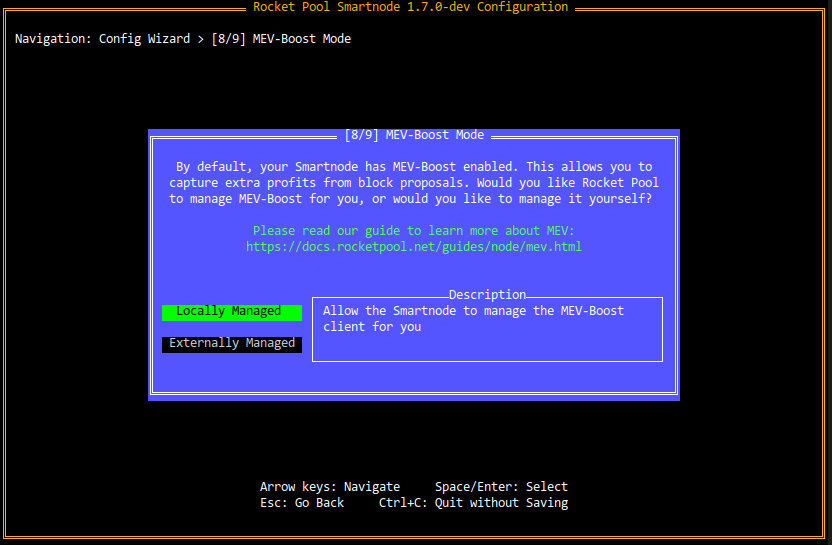 Rocket Pool Smartnode 1.7.0-dev Configuration
Navigation: Config Wizard > [8/9] MEV-Boost Mode
[8/9] MEV-Boost Mode
By default, your Smartnode has MEV-Boost enabled. This allows you to
capture extra profits from block proposals. Would you like Rocket Pool
to manage MEV-Boost for you, or would you like to manage it yourself?
Please read our guide to learn more about MEV:
https://docs.rocketpool.net/guides/node/mev.html
Locally Managed
Externally Managed
Description
Allow the Smartnode to manage the MEV-Boost
client for you
Arrow keys: Navigate Space/Enter: Select
Esc: Go Back Ctrl+C: Quit without Saving